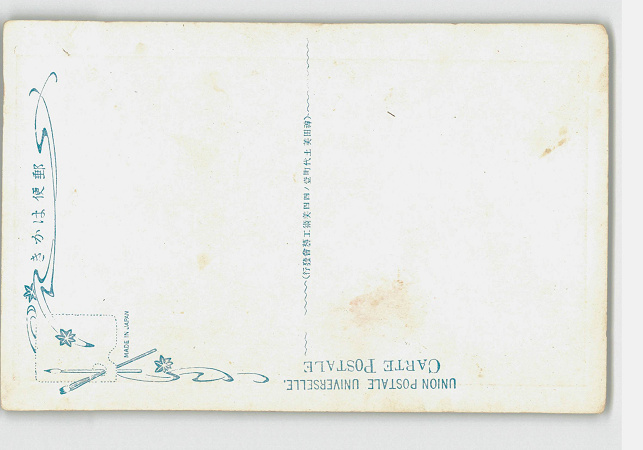 郵便はかき
UNION POSTALE UNIVERSELLE.
CARTE POSTALE
MADE IN JAPAN